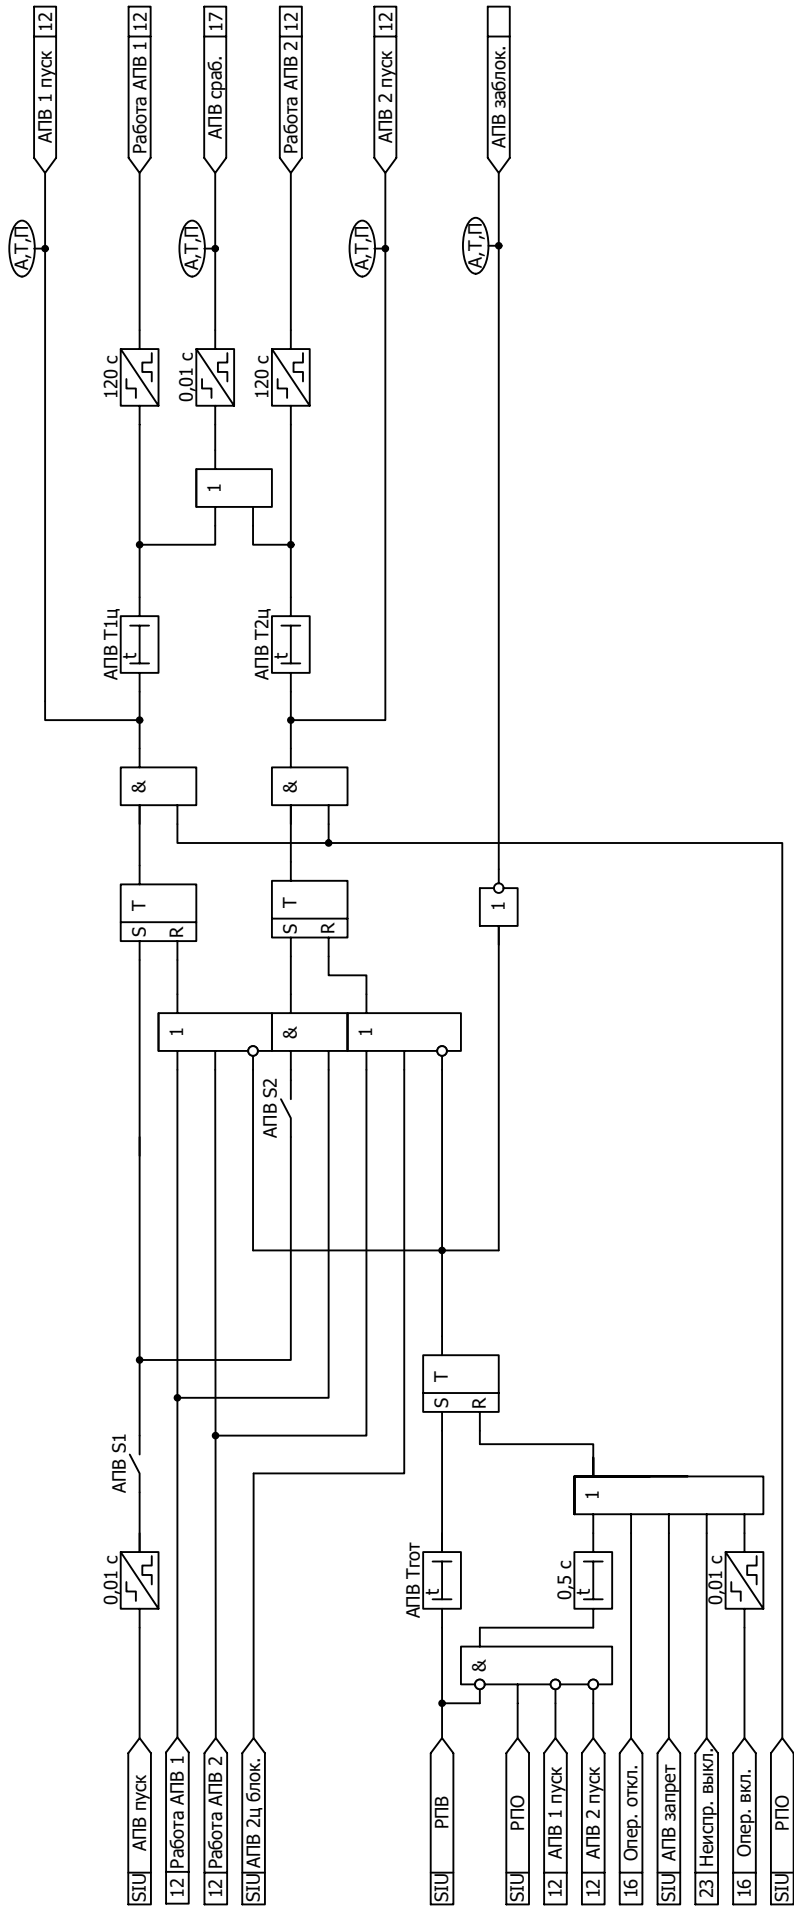 А,Т,П
АПВ 1 пуск 12
0,01 с
АПВ S1
АПВ Т1ц
120 с
SIU АПВ пуск
S T
&
t
Работа АПВ 1 12
12 Работа АПВ 1
1
R
0,01 с
А,Т,П
12 Работа АПВ 2
1
АПВ сраб. 17
SIU АПВ 2ц блок.
АПВ S2
АПВ Т2ц
120 с
&
S T
&
t
Работа АПВ 2 12
R
1
А,Т,П
АПВ 2 пуск 12
АПВ Тгот
SIU РПВ
t
S T
&
R
А,Т,П
1
АПВ заблок.
SIU РПО
12 АПВ 1 пуск
0,5 с
12 АПВ 2 пуск
t
1
16 Опер. откл.
SIU АПВ запрет
23 Неиспр. выкл.
0,01 с
16 Опер. вкл.
SIU РПО